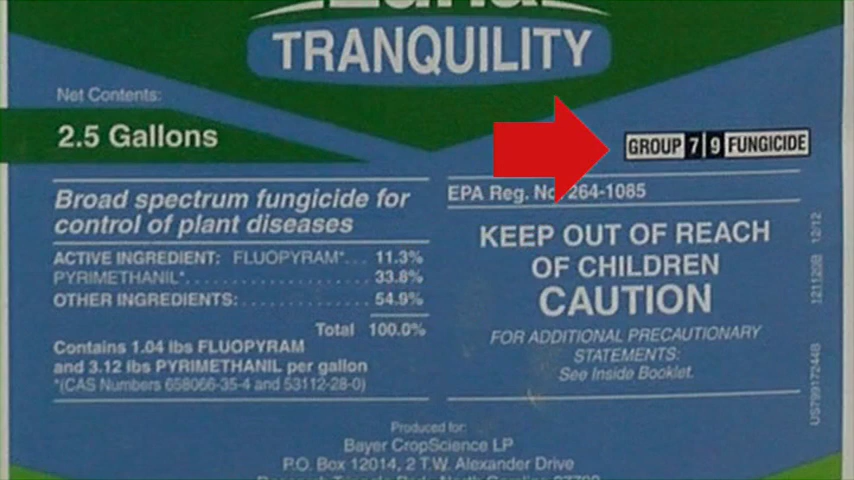 TRANQUILITY
Net Contents:
2.5 Gallons
GROUP 7 9 FUNGICIDE
Broad spectrum fungicide for
control of plant diseases
ACTIVE INGREDIENT: FLUOPYRAM*... 11.3%
PYRIMETHANIL*....................... 33.8%
OTHER INGREDIENTS:................ 54.9%
Total 100.0%
Contains 1.04 lbs FLUOPYRAM
and 3.12 lbs PYRIMETHANIL per gallon
*(CAS Numbers 658066-35-4 and 53112-28-0)
EPA Reg. No. 264-1085
KEEP OUT OF REACH
OF CHILDREN
CAUTION
FOR ADDITIONAL PRECAUTIONARY
STATEMENTS:
See Inside Booklet.
US79917244B 121120B 12/12
Produced for:
Bayer CropScience LP
P.O. Box 12014, 2 T.W. Alexander Drive